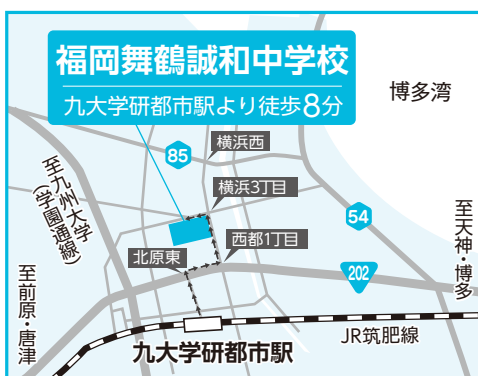 福岡舞鶴誠和中学校
九大学研都市駅より徒歩8分
博多湾
85
横浜西
至九州大学
(学園通線)
横浜3丁目
54
西都1丁目
北原東
至天神・博多
202
至前原・唐津
JR筑肥線
九大学研都市駅